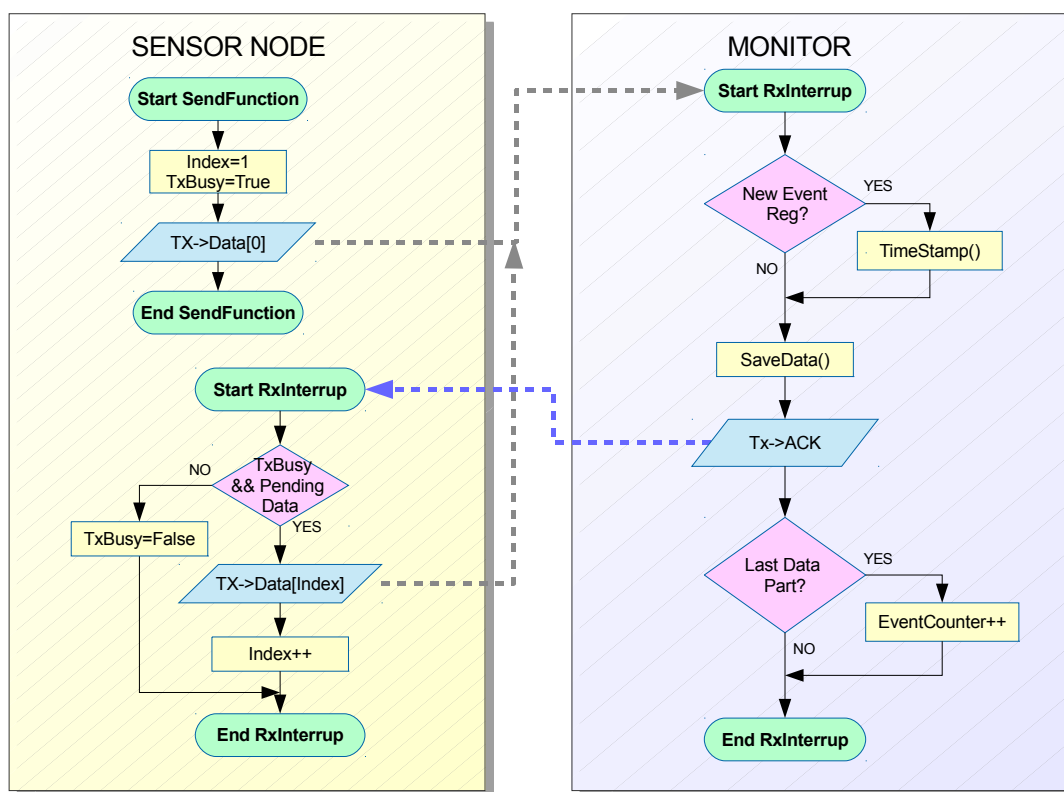 SENSOR NODE
Start SendFunction
Index=1
TxBusy=True
TX->Data[0]
End SendFunction
Start RxInterrup
TxBusy
&& Pending
Data
NO
YES
TxBusy=False
TX->Data[Index]
Index++
End RxInterrup
MONITOR
Start RxInterrup
New Event
Reg?
YES
TimeStamp()
NO
SaveData()
Tx->ACK
Last Data
Part?
YES
EventCounter++
NO
End RxInterrup